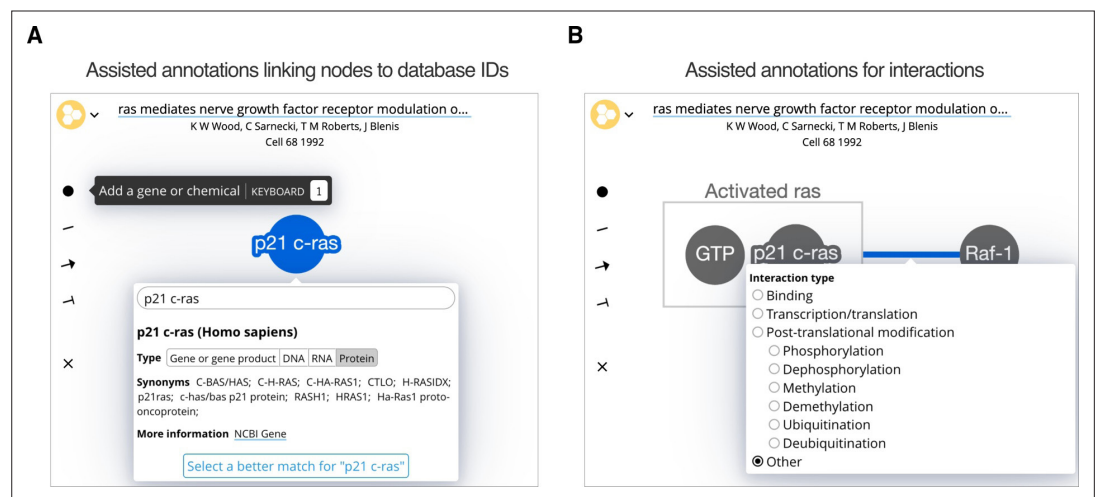 A
Assisted annotations linking nodes to database IDs
ras mediates nerve growth factor receptor modulation o...
K W Wood, C Sarnecki, T M Roberts, J Blenis
Cell 68 1992
Add a gene or chemical KEYBOARD 1
p21 c-ras
p21 c-ras
p21 c-ras (Homo sapiens)
Type Gene or gene product DNA RNA Protein
Synonyms C-BAS/HAS; C-H-RAS; C-HA-RAS1; CTLO; H-RASIDX;
p21ras; c-has/bas p21 protein; RASH1; HRAS1; Ha-Ras1 proto-
oncoprotein;
More information NCBI Gene
Select a better match for "p21 c-ras"
B
Assisted annotations for interactions
ras mediates nerve growth factor receptor modulation o...
K W Wood, C Sarnecki, T M Roberts, J Blenis
Cell 68 1992
Activated ras
GTP p21 c-ras Raf-1
Interaction type
Binding
Transcription/translation
Post-translational modification
Phosphorylation
Dephosphorylation
Methylation
Demethylation
Ubiquitination
Deubiquitination
Other